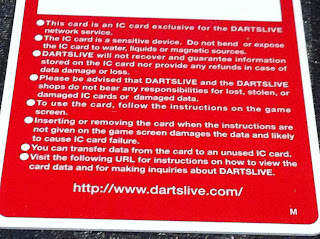 ●This card is an IC card exclusive for the DARTSLIVE
network service.
●The IC card is a sensitive device. Do not bend or expose
the IC card to water, liquids or magnetic sources.
●DARTSLIVE will not recover and guarantee information
stored on the IC card nor provide any refunds in case of
data damage or loss.
●Please be advised that DARTSLIVE and the DARTSLIVE
shops do not bear any responsibilities for lost, stolen, or
damaged IC cards or damaged data.
●To use the card, follow the instructions on the game
screen.
●Inserting or removing the card when the instructions are
not given on the game screen damages the data and likely
to cause IC card failure.
●You can transfer data from the card to an unused IC card.
●Visit the following URL for instructions on how to view the
card data and for making inquiries about DARTSLIVE.
http://www.dartslive.com/
M